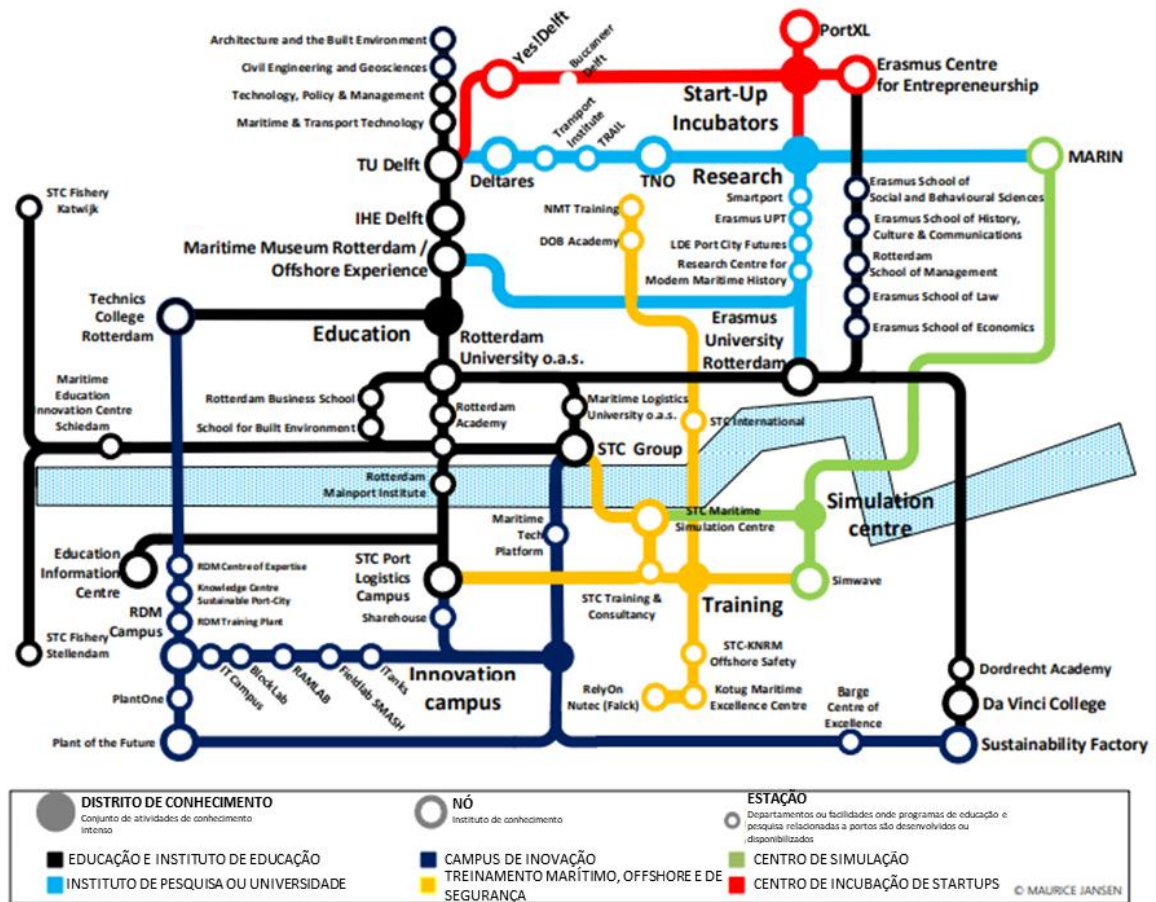 Architecture and the Built Environment
Civil Engineering and Geosciences
Technology, Policy & Management
Maritime & Transport Technology
TU Delft
IHE Delft
Maritime Museum Rotterdam /
Offshore Experience
Yes!Delft
Buccaneer
Delft
PortXL
Start-Up
Incubators
Erasmus Centre
for Entrepreneurship
Deltares
Transport
Institute
TRAIL
TNO
Research
MARIN
Smartport
Erasmus UPT
LDE Port City Futures
Research Centre for
Modern Maritime History
NMT Training
DOB Academy
Erasmus School of
Social and Behavioural Sciences
Erasmus School of History,
Culture & Communications
Rotterdam
School of Management
Erasmus School of Law
Erasmus School of Economics
STC Fishery
Katwijk
Technics
College
Rotterdam
Education
Rotterdam
University o.a.s.
Erasmus
University
Rotterdam
Maritime
Education
Innovation Centre
Schiedam
Rotterdam Business School
School for Built Environment
Rotterdam
Academy
Maritime Logistics
University o.a.s.
STC International
STC Group
Rotterdam
Mainport Institute
Maritime
Tech
Platform
STC Maritime
Simulation Centre
Simulation
centre
Education
Information
Centre
STC Port
Logistics
Campus
RDM Centre of Expertise
Knowledge Centre
Sustainable Port-City
RDM Training Plant
RDM
Campus
Sharehouse
STC Training &
Consultancy
Training
Simwave
STC Fishery
Stellendam
IT Campus
BlockLab
RAMLAB
Fieldlab SMASH
iTanks
Innovation
campus
STC-KNRM
Offshore Safety
RelyOn
Nutec (Falck)
Kotug Maritime
Excellence Centre
Dordrecht Academy
Da Vinci College
PlantOne
Plant of the Future
Barge
Centre of
Excellence
Sustainability Factory
DISTRITO DE CONHECIMENTO
Conjunto de atividades de conhecimento
intenso
NÓ
Instituto de conhecimento
ESTAÇÃO
Departamentos ou facilidades onde programas de educação e
pesquisa relacionadas a portos são desenvolvidos ou
disponibilizados
EDUCAÇÃO E INSTITUTO DE EDUCAÇÃO
CAMPUS DE INOVAÇÃO
CENTRO DE SIMULAÇÃO
INSTITUTO DE PESQUISA OU UNIVERSIDADE
TREINAMENTO MARÍTIMO, OFFSHORE E DE
SEGURANÇA
CENTRO DE INCUBAÇÃO DE STARTUPS
© MAURICE JANSEN